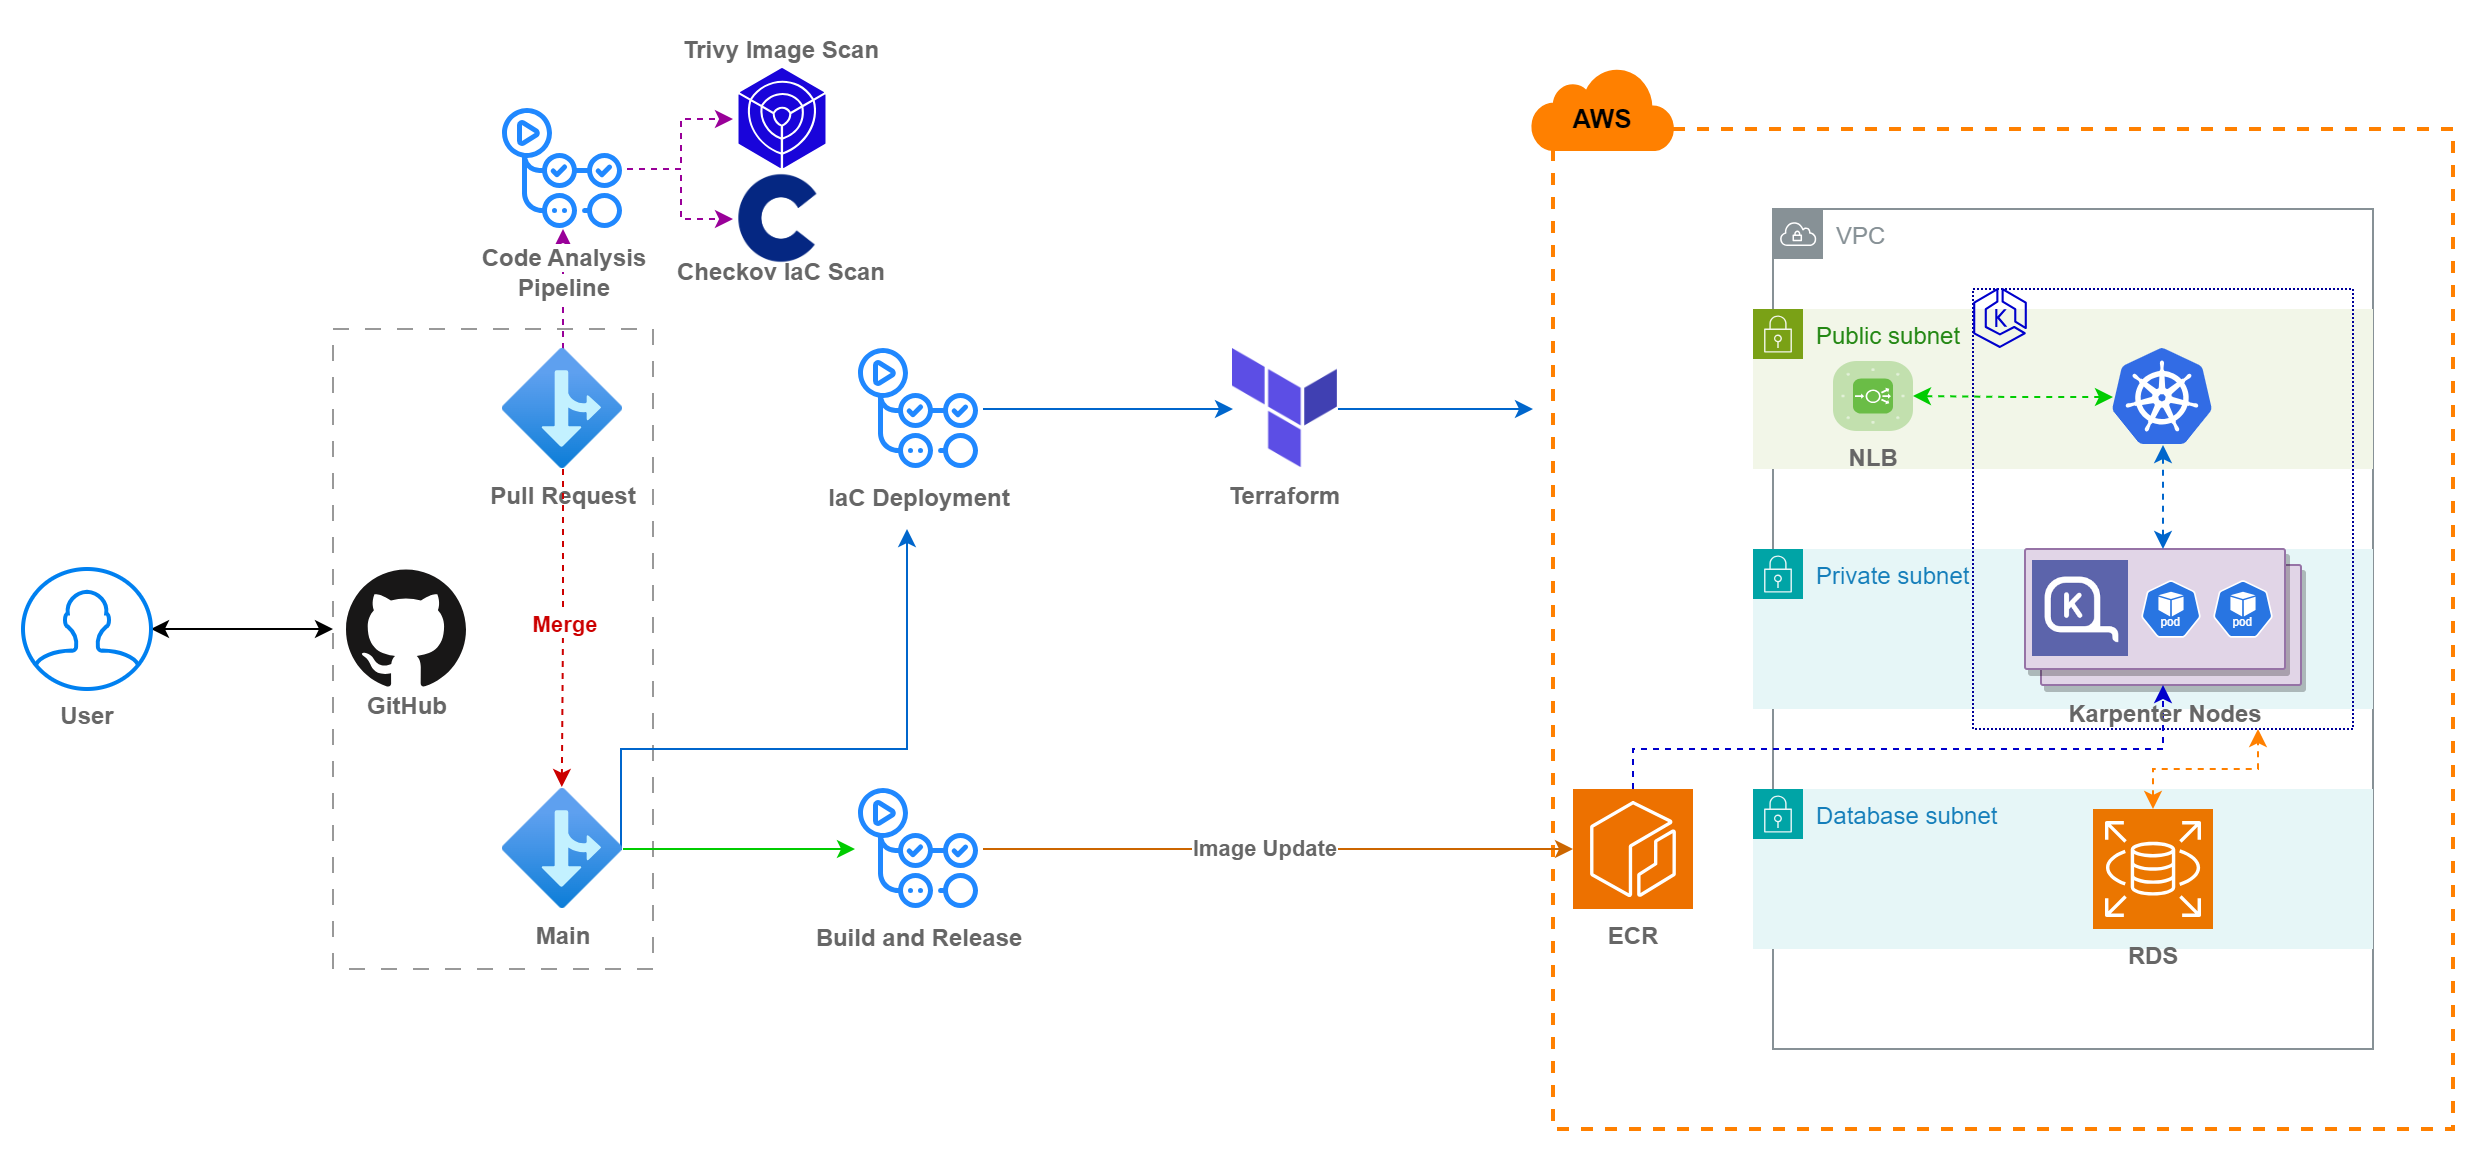 Trivy Image Scan
Checkov IaC Scan
Code Analysis
Pipeline
Pull Request
Merge
Main
GitHub
User
IaC Deployment
Terraform
Build and Release
Image Update
AWS
VPC
Public subnet
K
NLB
Private subnet
K
pod
pod
Karpenter Nodes
Database subnet
ECR
RDS